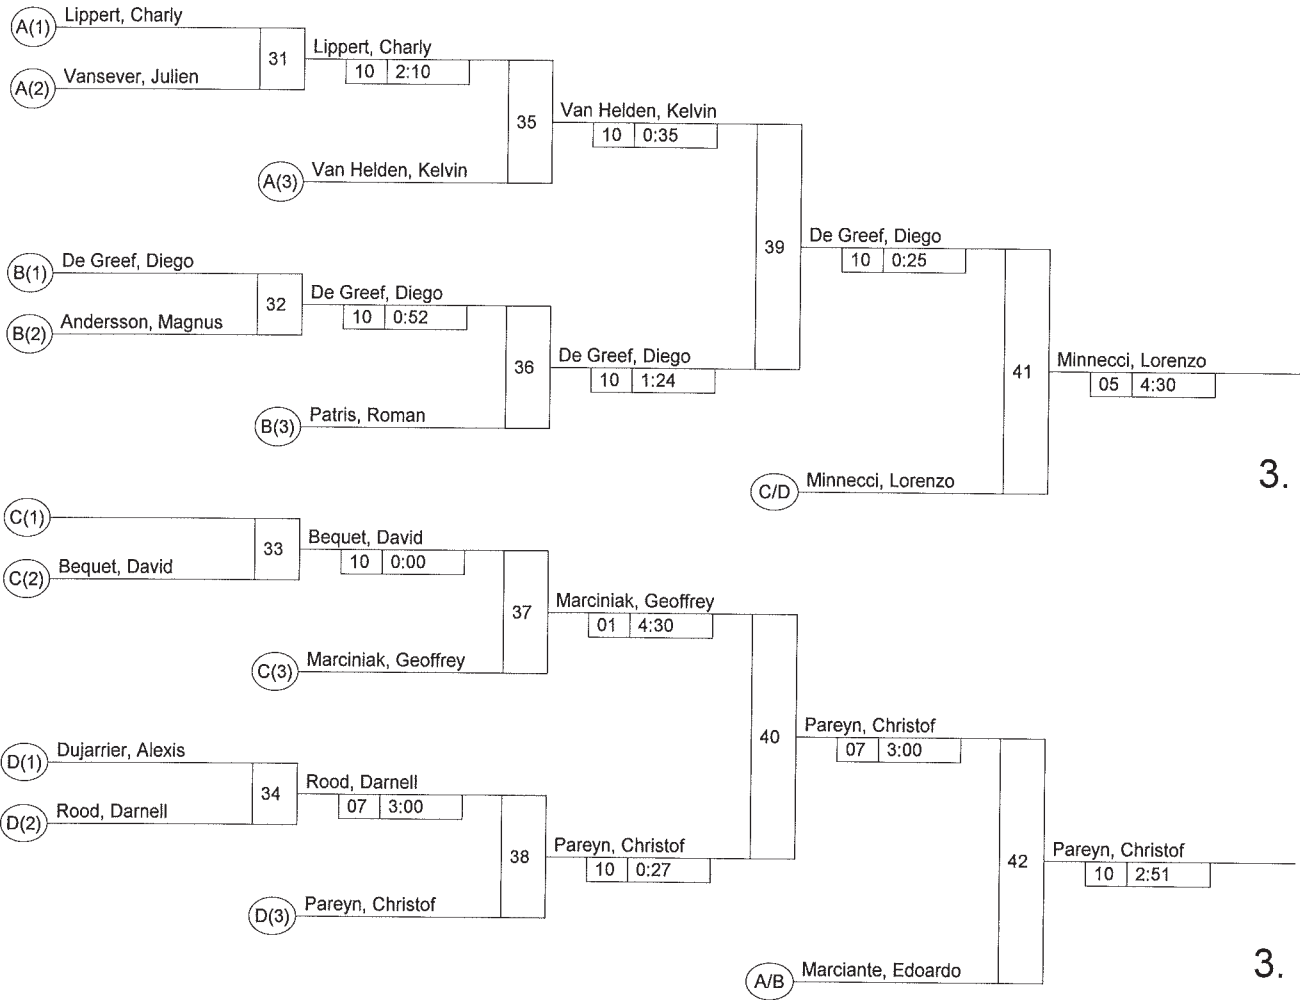 A(1) Lippert, Charly
31 Lippert, Charly
10 2:10
A(2) Vansever, Julien
35 Van Helden, Kelvin
10 0:35
A(3) Van Helden, Kelvin
39 De Greef, Diego
10 0:25
B(1) De Greef, Diego
32 De Greef, Diego
10 0:52
B(2) Andersson, Magnus
36 De Greef, Diego
10 1:24
41 Minnecci, Lorenzo
05 4:30
B(3) Patris, Roman
3.
C/D Minnecci, Lorenzo
C(1)
33 Bequet, David
10 0:00
C(2) Bequet, David
37 Marciniak, Geoffrey
01 4:30
C(3) Marciniak, Geoffrey
40 Pareyn, Christof
07 3:00
D(1) Dujarrier, Alexis
34 Rood, Darnell
07 3:00
D(2) Rood, Darnell
38 Pareyn, Christof
10 0:27
42 Pareyn, Christof
10 2:51
D(3) Pareyn, Christof
3.
A/B Marciante, Edoardo